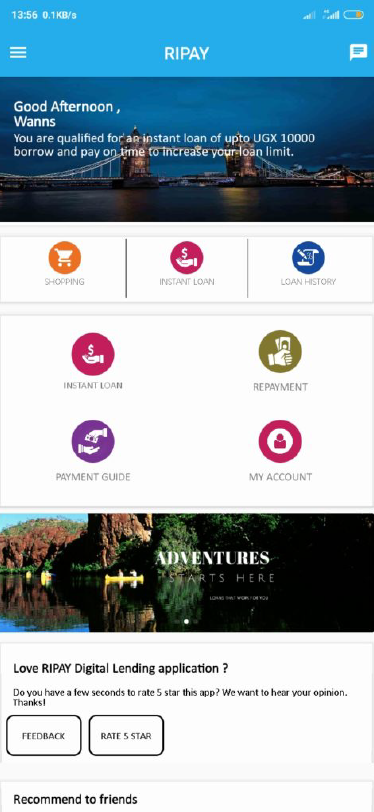 13:56 0.1KB/s
RIPAY
Good Afternoon ,
Wanns
You are qualified for an instant loan of upto UGX 10000
borrow and pay on time to increase your loan limit.
SHOPPING
INSTANT LOAN
LOAN HISTORY
INSTANT LOAN
REPAYMENT
PAYMENT GUIDE
MY ACCOUNT
ADVENTURES
STARTS HERE
LOANS THAT WORK FOR YOU
Love RIPAY Digital Lending application ?
Do you have a few seconds to rate 5 star this app? We want to hear your opinion.
Thanks!
FEEDBACK
RATE 5 STAR
Recommend to friends